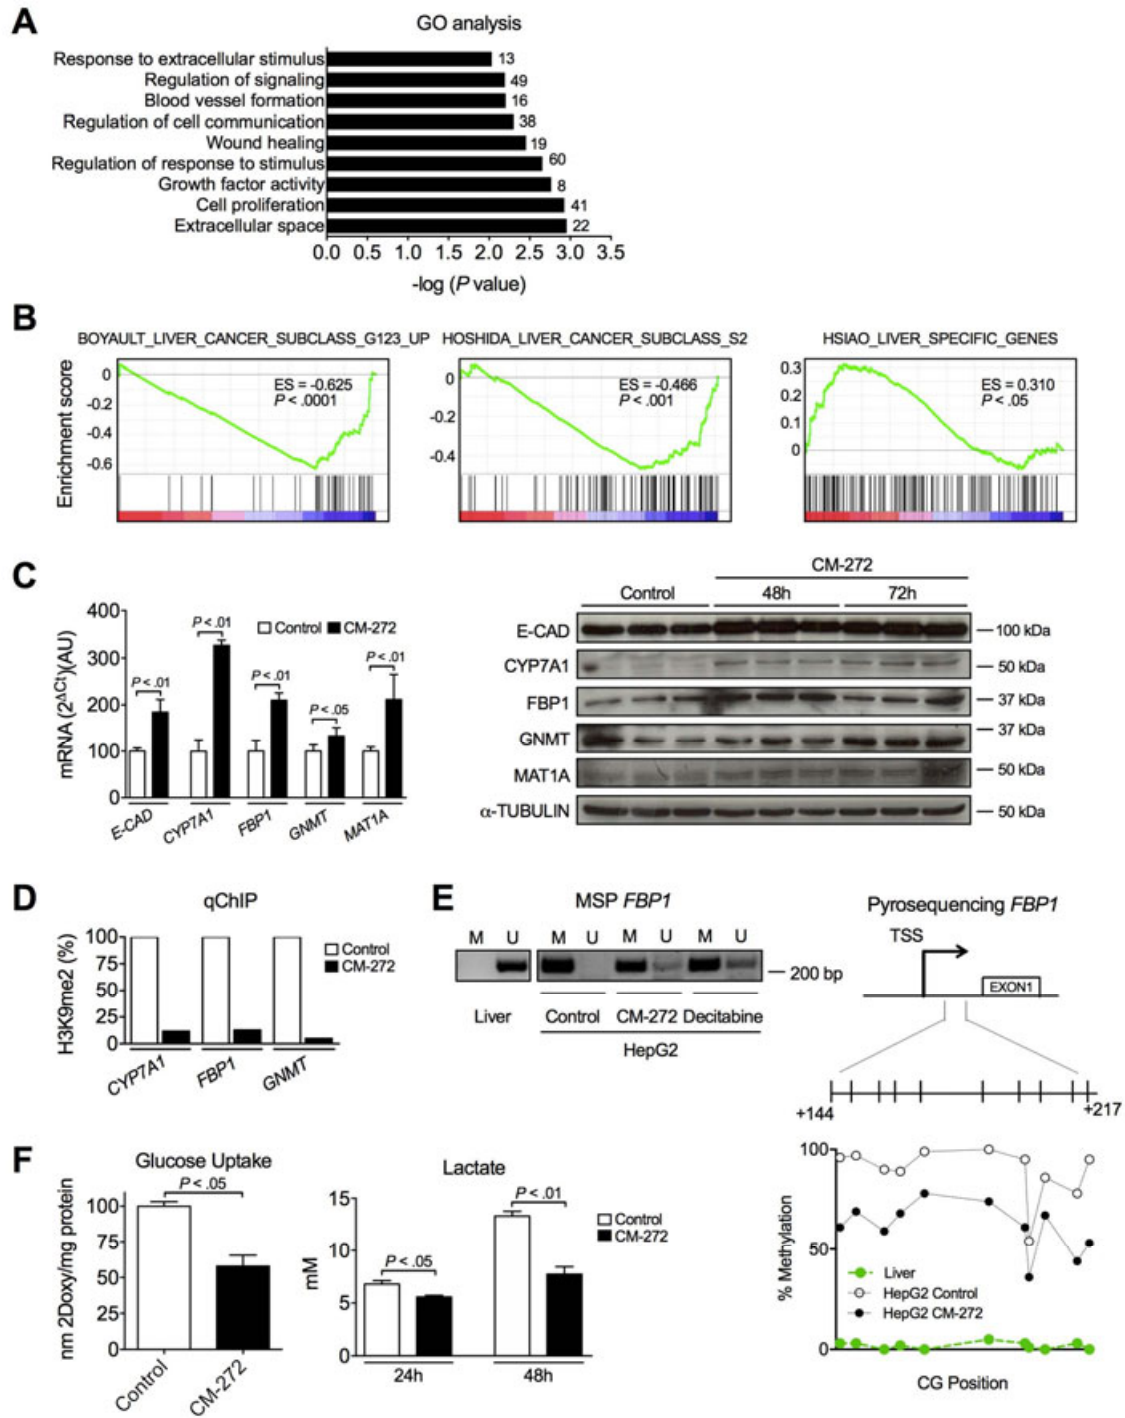 A
GO analysis
Response to extracellular stimulus 13
Regulation of signaling 49
Blood vessel formation 16
Regulation of cell communication 38
Wound healing 19
Regulation of response to stimulus 60
Growth factor activity 8
Cell proliferation 41
Extracellular space 22
0.0 0.5 1.0 1.5 2.0 2.5 3.0 3.5
-log (P value)
B
BOYAULT_LIVER_CANCER_SUBCLASS_G123_UP HOSHIDA_LIVER_CANCER_SUBCLASS_S2 HSIAO_LIVER_SPECIFIC_GENES
Enrichment score
0
-0.2
-0.4
-0.6
ES = -0.625
P < .0001
0
-0.2
-0.4
ES = -0.466
P < .001
0.3
0.2
0.1
0
ES = 0.310
P < .05
C
mRNA (2ΔCt)(AU)
400
300
200
100
0
Control CM-272
P < .01
P < .01
P < .01
P < .05
P < .01
E-CAD CYP7A1 FBP1 GNMT MAT1A
CM-272
Control 48h 72h
E-CAD 100 kDa
CYP7A1 50 kDa
FBP1 37 kDa
GNMT 37 kDa
MAT1A 50 kDa
α-TUBULIN 50 kDa
D
qChIP
H3K9me2 (%)
100
75
50
25
0
Control
CM-272
CYP7A1 FBP1 GNMT
E
MSP FBP1
M U M U M U M U
200 bp
Liver Control CM-272 Decitabine
HepG2
Pyrosequencing FBP1
TSS
EXON1
+144 +217
% Methylation
100
50
0
Liver
HepG2 Control
HepG2 CM-272
CG Position
F
Glucose Uptake
nm 2Doxy/mg protein
100
75
50
25
0
P < .05
Control CM-272
Lactate
mM
15
10
5
0
P < .05
P < .01
Control
CM-272
24h 48h